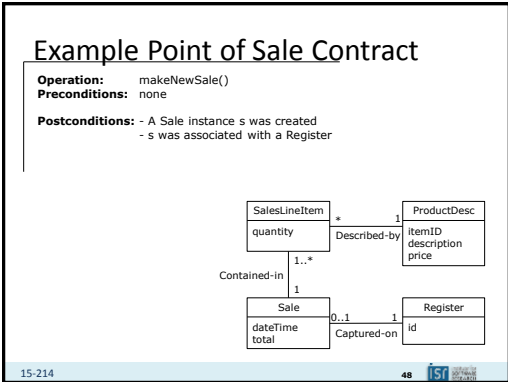 Example Point of Sale Contract
Operation: makeNewSale()
Preconditions: none
Postconditions: - A Sale instance s was created
- s was associated with a Register
SalesLineItem
quantity
* 1
Described-by
ProductDesc
itemID
description
price
1..*
Contained-in
1
Sale
dateTime
total
0..1 1
Captured-on
Register
id
15-214
48
isr
SOFTWARE
RESEARCH